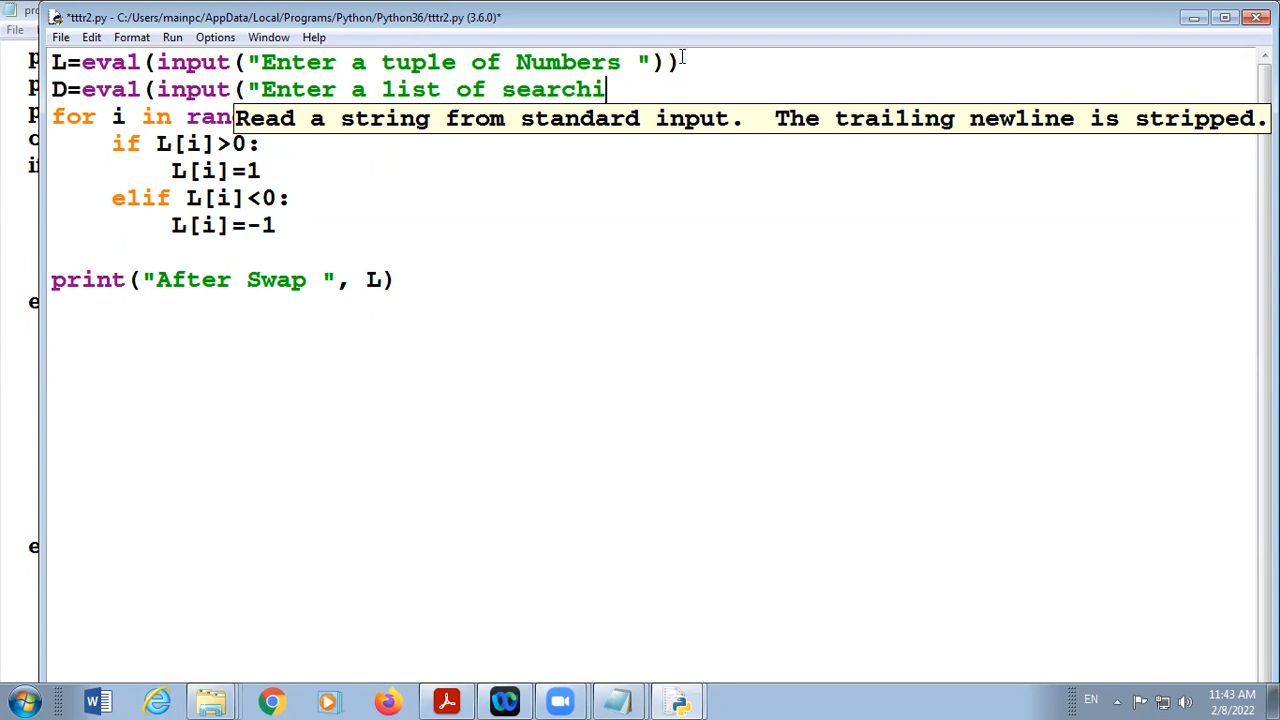 pro
*tttr2.py - C:/Users/mainpc/AppData/Local/Programs/Python/Python36/tttr2.py (3.6.0)*
File
File Edit Format Run Options Window Help
L=eval(input("Enter a tuple of Numbers "))
D=eval(input("Enter a list of searchi
for i in ran
Read a string from standard input. The trailing newline is stripped.
if L[i]>0:
L[i]=1
elif L[i]<0:
L[i]=-1
print("After Swap ", L)
p
p
p
c
if
e
e
EN
11:43 AM
2/8/2022